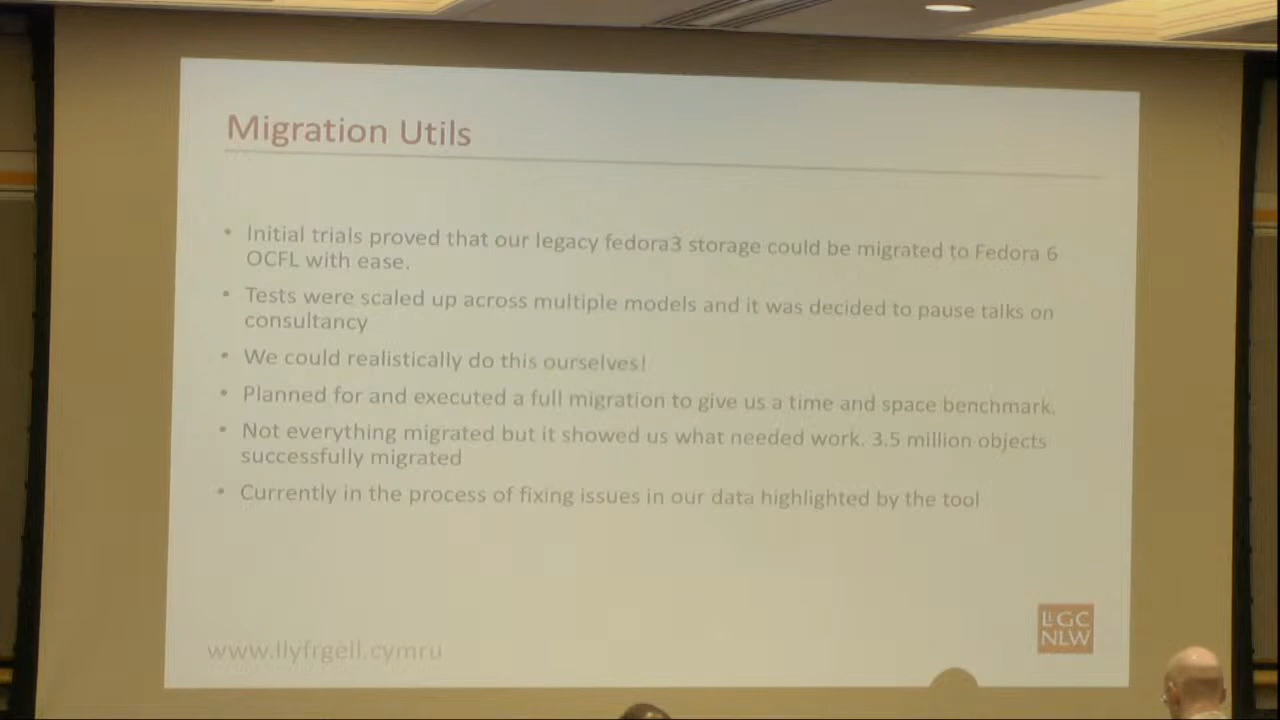 Migration Utils
• Initial trials proved that our legacy fedora3 storage could be migrated to Fedora 6
OCFL with ease.
• Tests were scaled up across multiple models and it was decided to pause talks on
consultancy
• We could realistically do this ourselves!
• Planned for and executed a full migration to give us a time and space benchmark.
• Not everything migrated but it showed us what needed work. 3.5 million objects
successfully migrated
• Currently in the process of fixing issues in our data highlighted by the tool
www.llyfrgell.cymru
LlGC
NLW